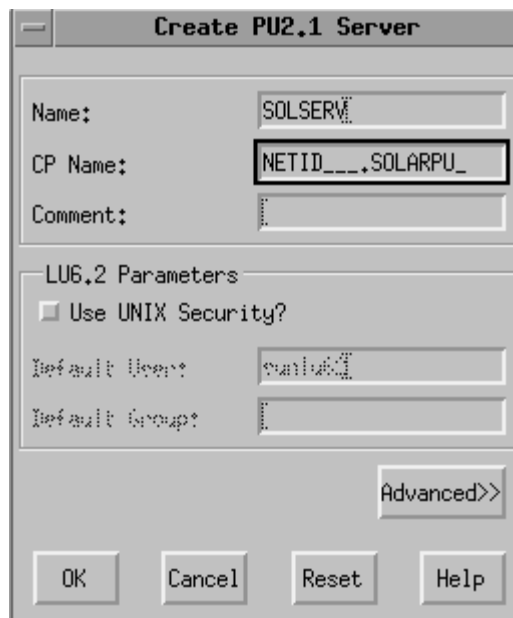 Create PU2.1 Server
Name: SOLSERV
CP Name: NETID___.SOLARPU_
Comment:
LU6.2 Parameters
Use UNIX Security?
Default User: sunlu62
Default Group:
Advanced>>
OK Cancel Reset Help